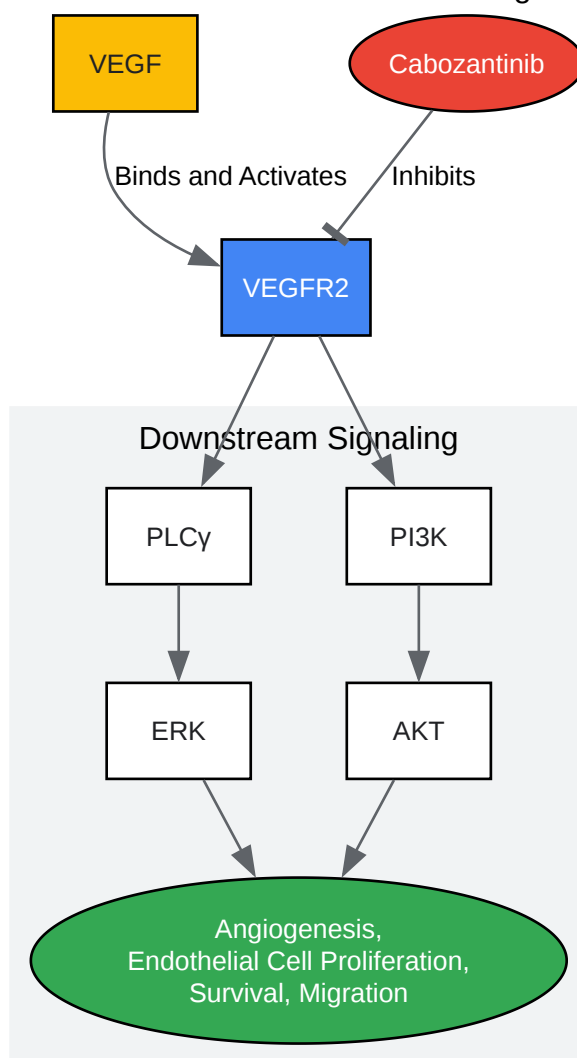 VEGF
Cabozantinib
Binds and Activates
Inhibits
VEGFR2
Downstream Signaling
PLCγ
PI3K
ERK
AKT
Angiogenesis,
Endothelial Cell Proliferation,
Survival, Migration